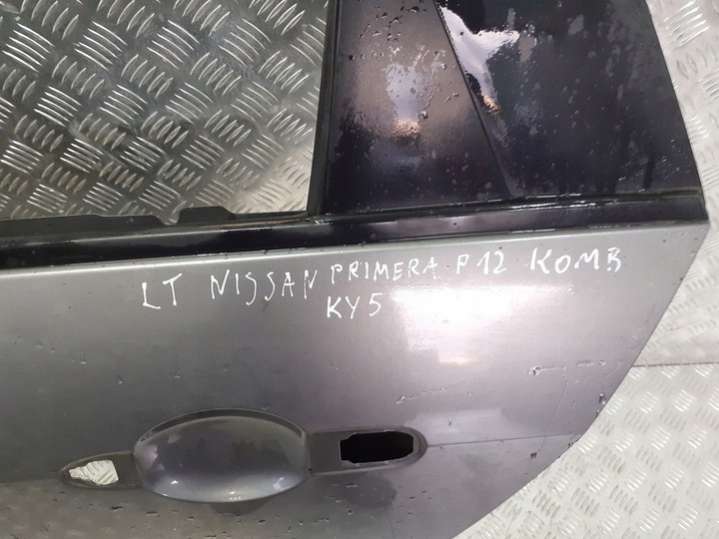 LT NISSAN PRIMERA P12 KOMB
KY5